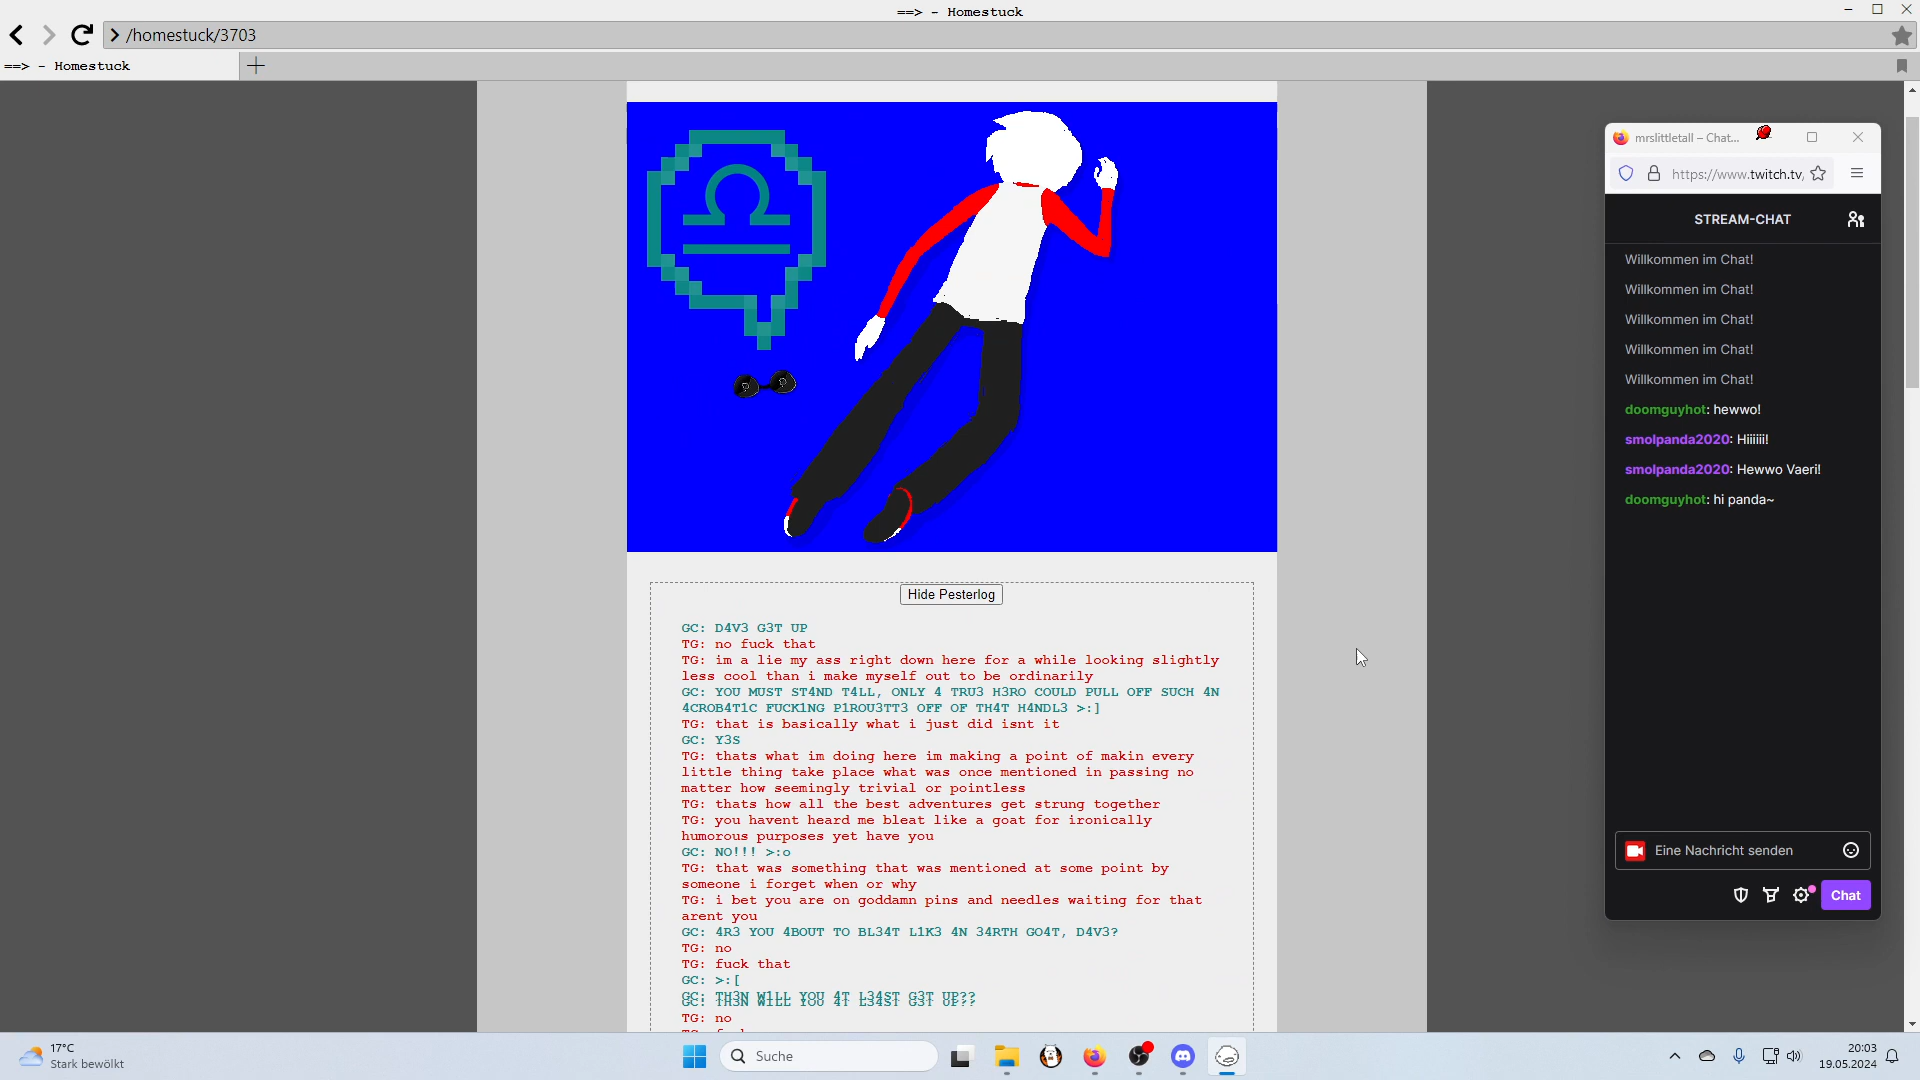 ==> - Homestuck
/homestuck/3703
==> - Homestuck
Hide Pesterlog
GC: D4V3 G3T UP
TG: no fuck that
TG: im a lie my ass right down here for a while looking slightly
less cool than i make myself out to be ordinarily
GC: YOU MUST ST4ND T4LL, ONLY 4 TRU3 H3RO COULD PULL OFF SUCH 4N
4CROB4T1C FUCK1NG P1ROU3TT3 OFF OF TH4T H4NDL3 >:]
TG: that is basically what i just did isnt it
GC: Y3S
TG: thats what im doing here im making a point of makin every
little thing take place what was once mentioned in passing no
matter how seemingly trivial or pointless
TG: thats how all the best adventures get strung together
TG: you havent heard me bleat like a goat for ironically
humorous purposes yet have you
GC: NO!!! >:o
TG: that was something that was mentioned at some point by
someone i forget when or why
TG: i bet you are on goddamn pins and needles waiting for that
arent you
GC: 4R3 YOU 4BOUT TO BL34T L1K3 4N 34RTH GO4T, D4V3?
TG: no
TG: fuck that
GC: >:[
GC: TH3N W1LL YOU 4T L34ST G3T UP??
TG: no
mrslittletall – Chat...
https://www.twitch.tv/
STREAM-CHAT
Willkommen im Chat!
Willkommen im Chat!
Willkommen im Chat!
Willkommen im Chat!
Willkommen im Chat!
doomguyhot: hewwo!
smolpanda2020: Hiiiiii!
smolpanda2020: Hewwo Vaeri!
doomguyhot: hi panda~
Eine Nachricht senden
Chat
17°C
Stark bewölkt
Suche
20:03
19.05.2024